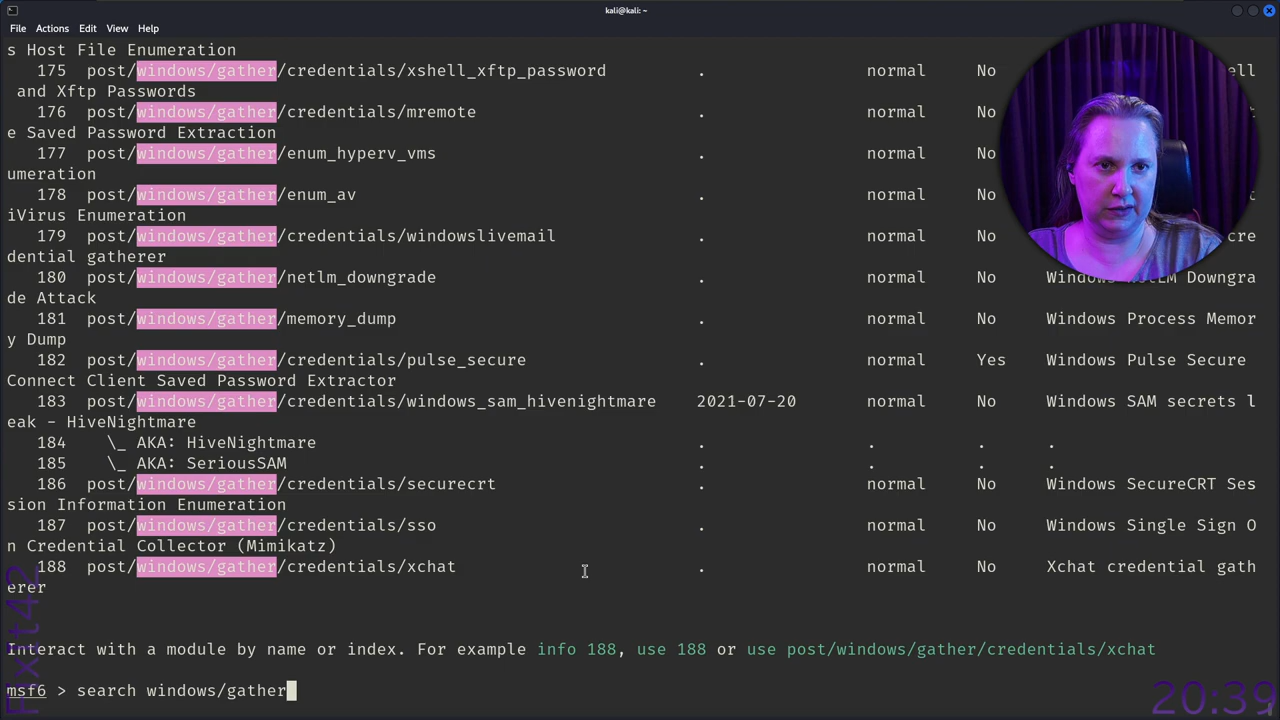 kali@kali: ~
File Actions Edit View Help
s Host File Enumeration
175 post/windows/gather/credentials/xshell_xftp_password . normal No ell
and Xftp Passwords
176 post/windows/gather/credentials/mremote . normal No
e Saved Password Extraction
177 post/windows/gather/enum_hyperv_vms . normal No
umeration
178 post/windows/gather/enum_av . normal No
iVirus Enumeration
179 post/windows/gather/credentials/windowslivemail . normal No cre
dential gatherer
180 post/windows/gather/netlm_downgrade . normal No Windows NetLM Downgra
de Attack
181 post/windows/gather/memory_dump . normal No Windows Process Memor
y Dump
182 post/windows/gather/credentials/pulse_secure . normal Yes Windows Pulse Secure
Connect Client Saved Password Extractor
183 post/windows/gather/credentials/windows_sam_hivenightmare 2021-07-20 normal No Windows SAM secrets l
eak - HiveNightmare
184 \_ AKA: HiveNightmare . . . .
185 \_ AKA: SeriousSAM . . . .
186 post/windows/gather/credentials/securecrt . normal No Windows SecureCRT Ses
sion Information Enumeration
187 post/windows/gather/credentials/sso . normal No Windows Single Sign O
n Credential Collector (Mimikatz)
188 post/windows/gather/credentials/xchat . normal No Xchat credential gath
erer
Interact with a module by name or index. For example info 188, use 188 or use post/windows/gather/credentials/xchat
msf6 > search windows/gather
20:39